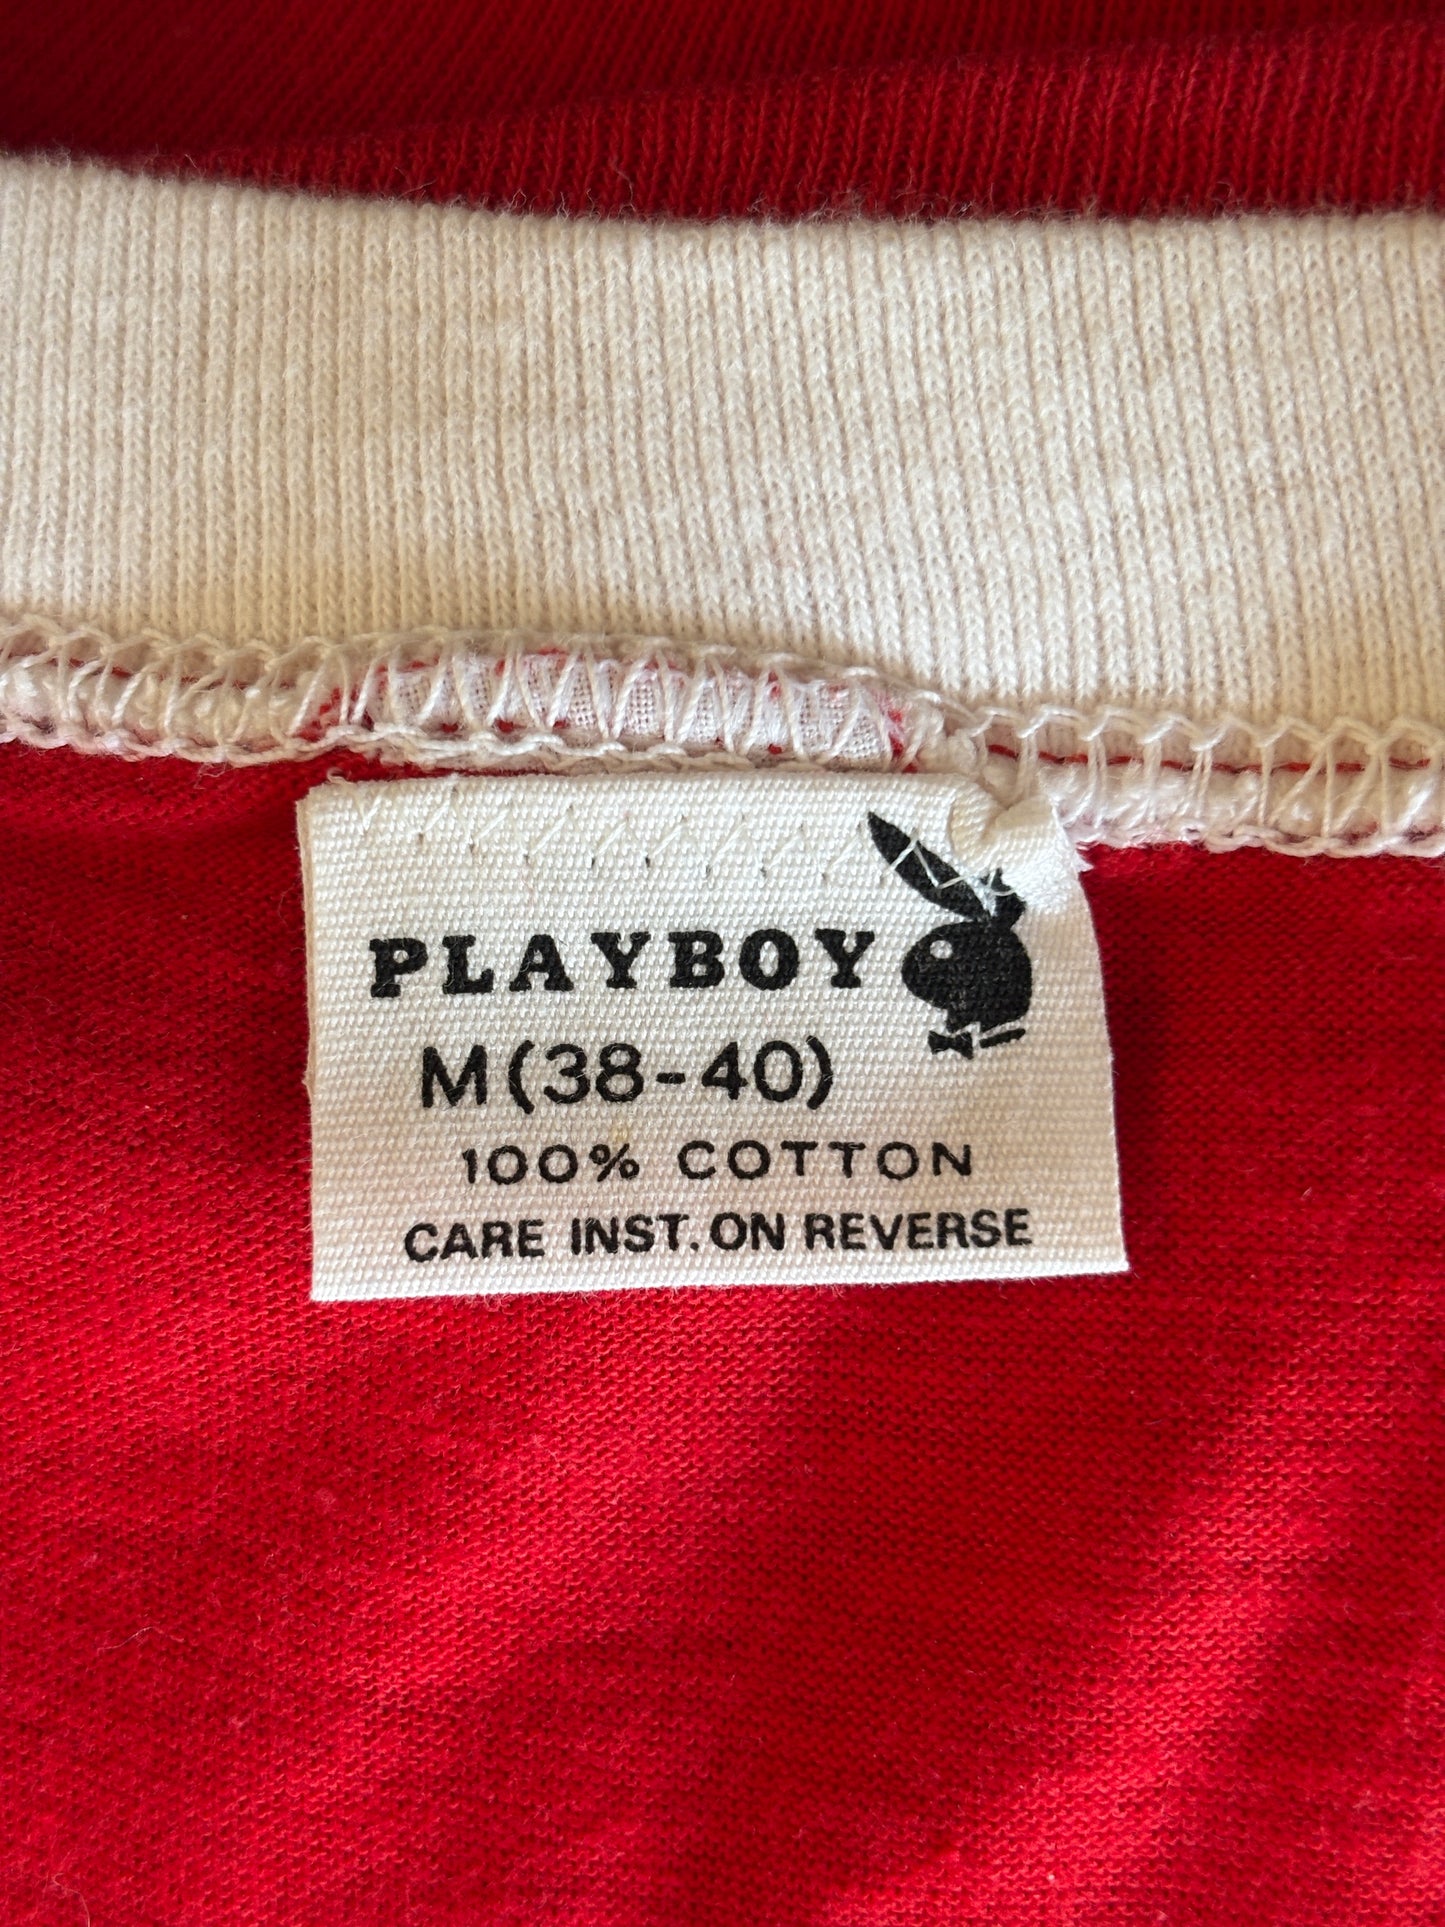 PLAYBOY
M (38-40)
100% COTTON
CARE INST. ON REVERSE